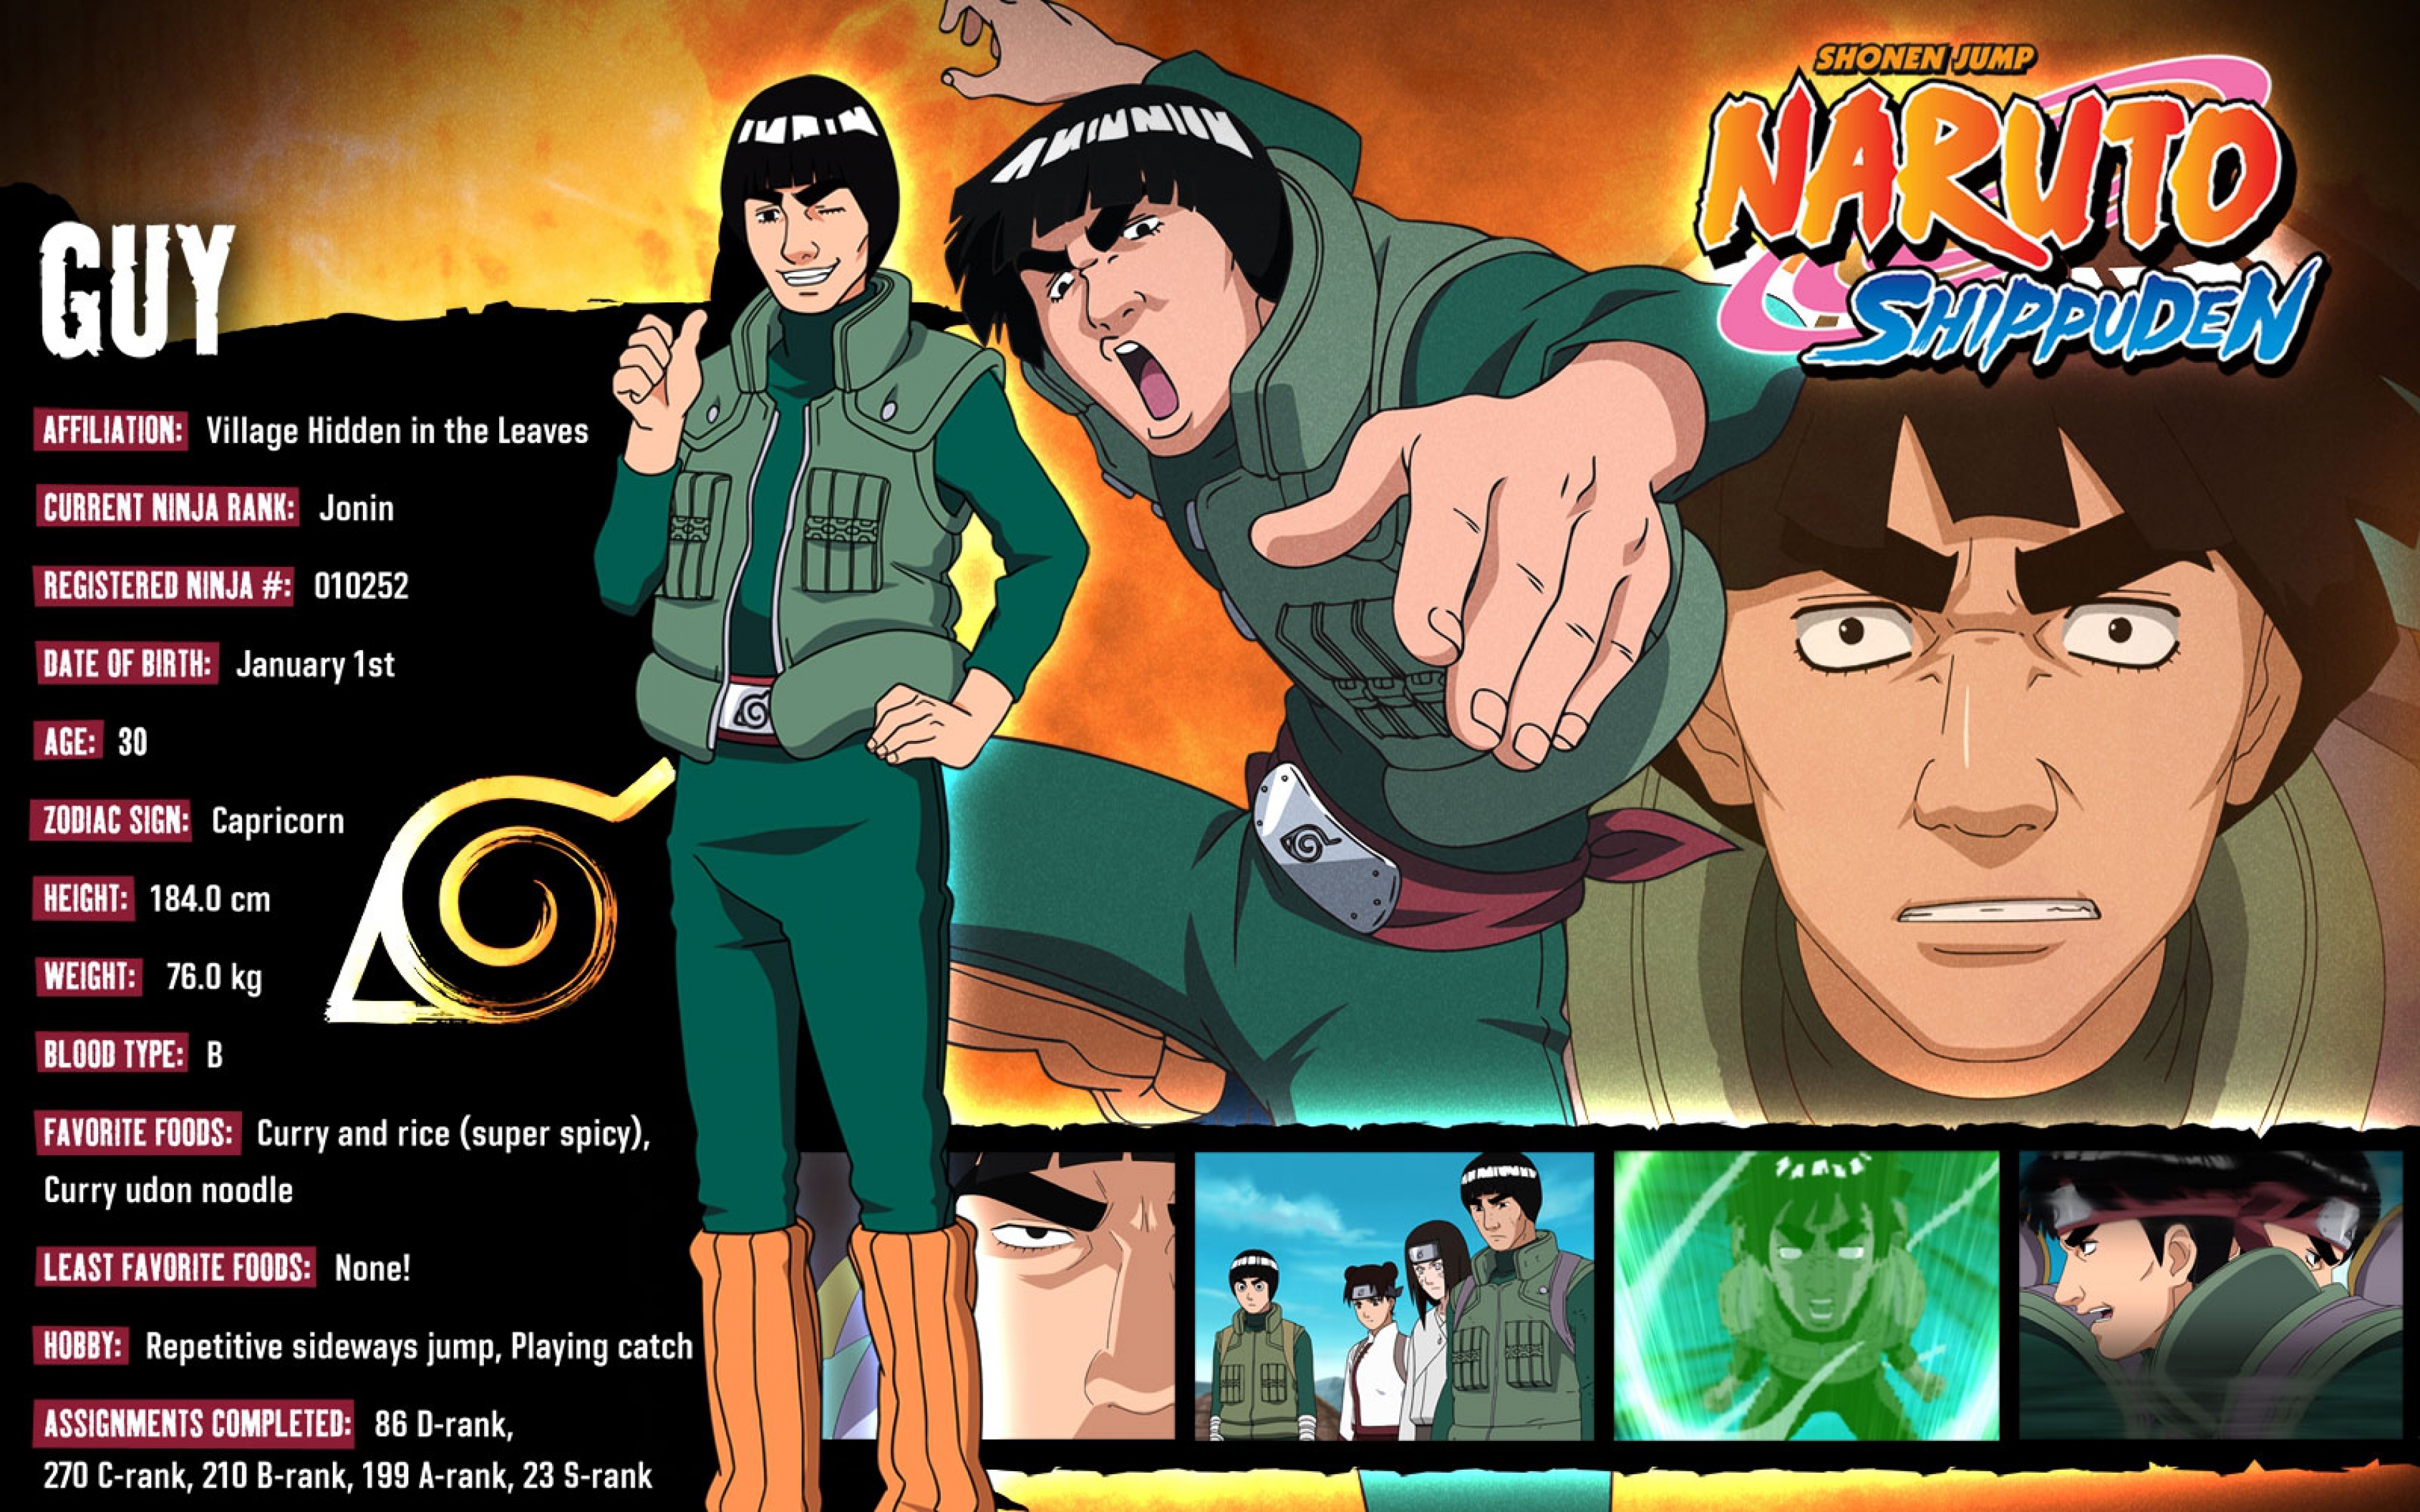 SHONEN JUMP
NARUTO
SHIPPUDEN
GUY
AFFILIATION: Village Hidden in the Leaves
CURRENT NINJA RANK: Jonin
REGISTERED NINJA #: 010252
DATE OF BIRTH: January 1st
AGE: 30
ZODIAC SIGN: Capricorn
HEIGHT: 184.0 cm
WEIGHT: 76.0 kg
BLOOD TYPE: B
FAVORITE FOODS: Curry and rice (super spicy),
Curry udon noodle
LEAST FAVORITE FOODS: None!
HOBBY: Repetitive sideways jump, Playing catch
ASSIGNMENTS COMPLETED: 86 D-rank,
270 C-rank, 210 B-rank, 199 A-rank, 23 S-rank